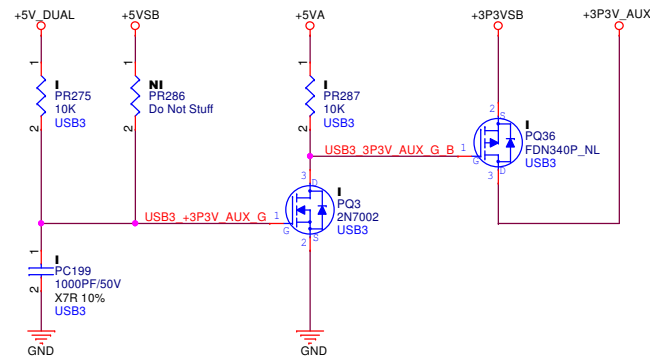 +5V_DUAL
+5VSB
+5VA
+3P3VSB
+3P3V_AUX
1
I
PR275
10K
USB3
2
1
NI
PR286
Do Not Stuff
2
1
I
PR287
10K
USB3
2
USB3_3P3V_AUX_G_B
1
G
2
S
I
PQ36
FDN340P_NL
USB3
3
D
USB3_+3P3V_AUX_G
1
G
3
D
I
PQ3
2N7002
USB3
2
S
1
I
PC199
1000PF/50V
X7R 10%
USB3
2
GND
GND